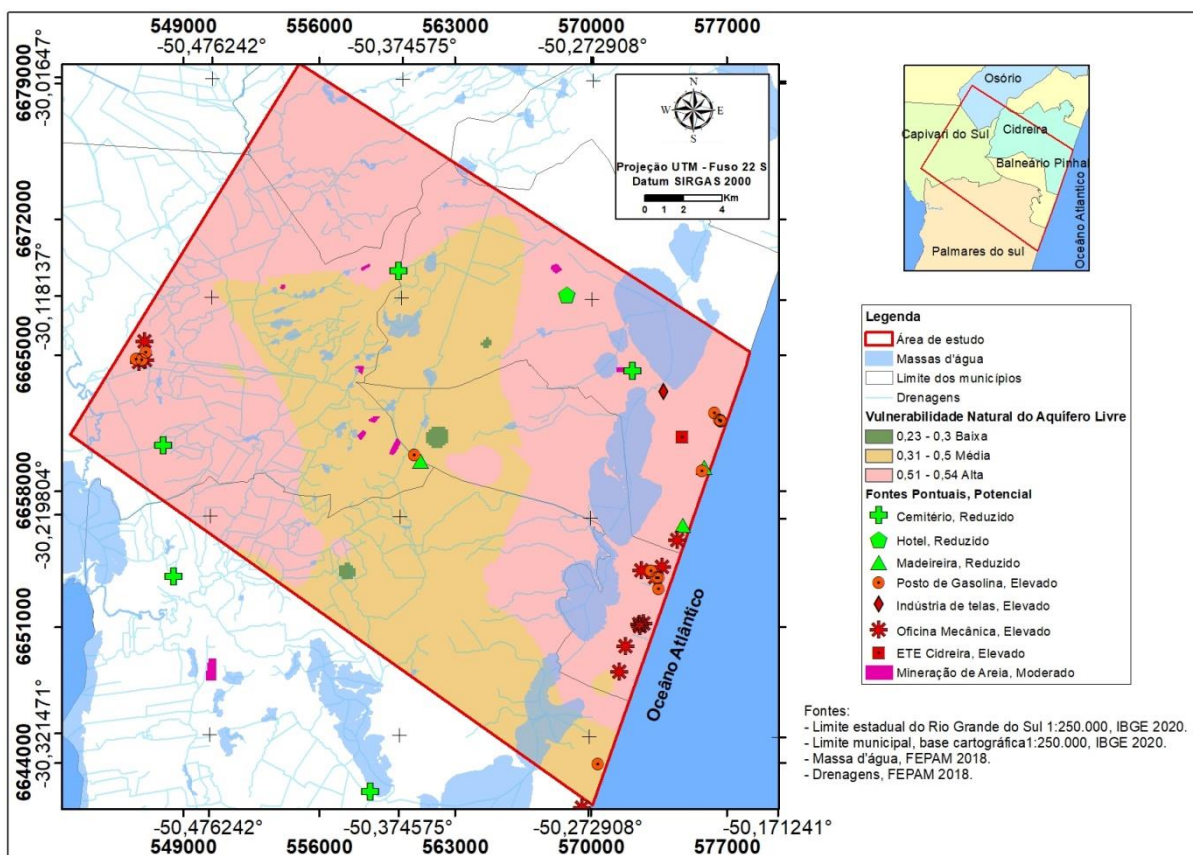 549000 556000 563000 570000 577000
-50,476242° -50,374575° -50,272908°
6679000
-30,01647°
6672000
-30,118137°
6665000
6658000
-30,219804°
6651000
6644000
-30,321471°
N
W E
S
Projeção UTM - Fuso 22 S
Datum SIRGAS 2000
0 1 2 4 Km
Oceâno Atlântico
-50,476242° -50,374575° -50,272908° -50,171241°
549000 556000 563000 570000 577000
Osório
Capivari do Sul
Cidreira
Balneário Pinhal
Palmares do sul
Oceâno Atlantico
Legenda
Área de estudo
Massas d'água
Limite dos municípios
Drenagens
Vulnerabilidade Natural do Aquífero Livre
0,23 - 0,3 Baixa
0,31 - 0,5 Média
0,51 - 0,54 Alta
Fontes Pontuais, Potencial
Cemitério, Reduzido
Hotel, Reduzido
Madeireira, Reduzido
Posto de Gasolina, Elevado
Indústria de telas, Elevado
Oficina Mecânica, Elevado
ETE Cidreira, Elevado
Mineração de Areia, Moderado
Fontes:
- Limite estadual do Rio Grande do Sul 1:250.000, IBGE 2020.
- Limite municipal, base cartográfica1:250.000, IBGE 2020.
- Massa d'água, FEPAM 2018.
- Drenagens, FEPAM 2018.